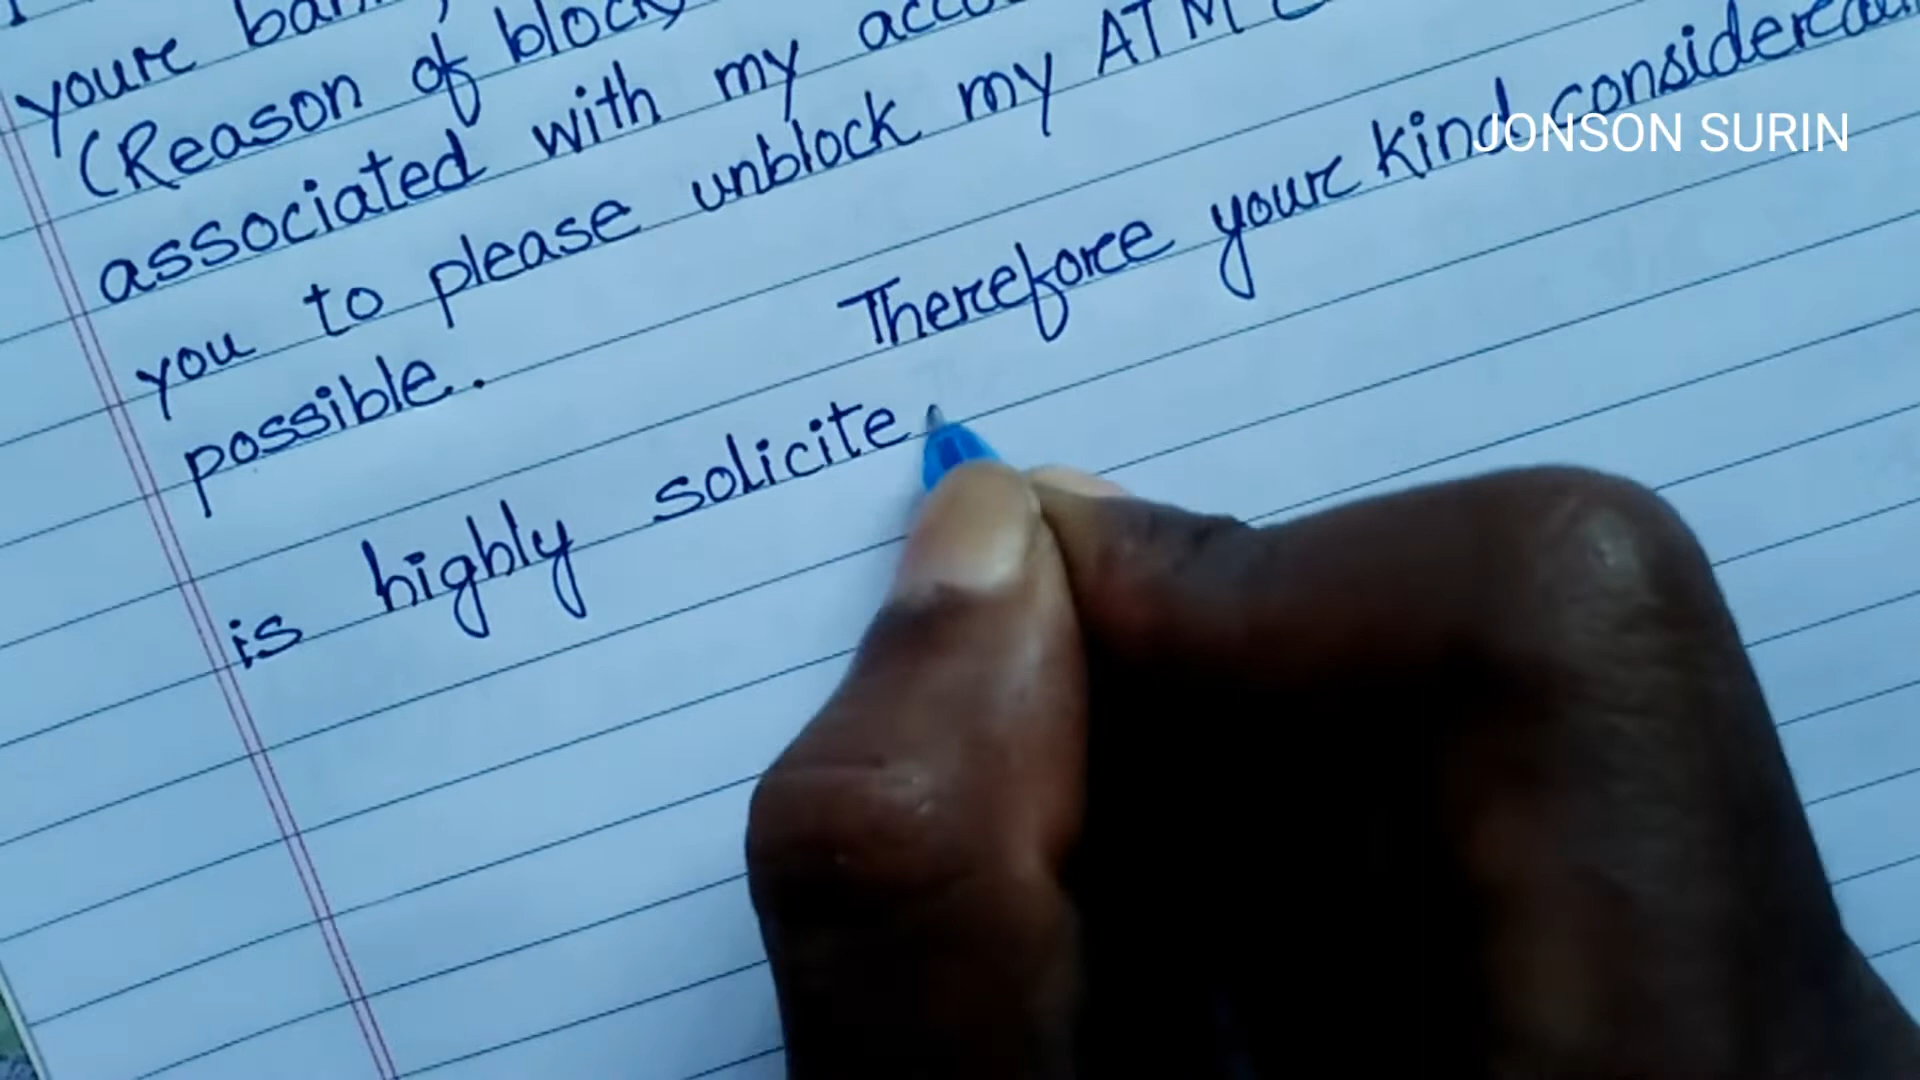 your
(Reason of block
associated with my
you to please unblock my ATM
possible.
Therefore your kind
is highly solicite
JONSON SURIN